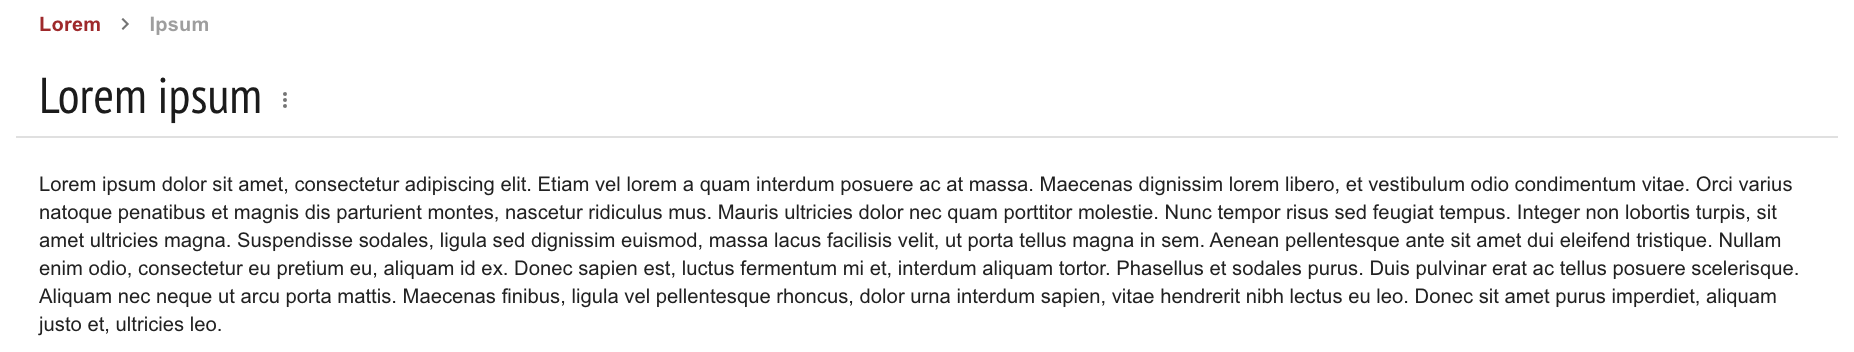 Lorem > Ipsum
Lorem ipsum
Lorem ipsum dolor sit amet, consectetur adipiscing elit. Etiam vel lorem a quam interdum posuere ac at massa. Maecenas dignissim lorem libero, et vestibulum odio condimentum vitae. Orci varius
natoque penatibus et magnis dis parturient montes, nascetur ridiculus mus. Mauris ultricies dolor nec quam porttitor molestie. Nunc tempor risus sed feugiat tempus. Integer non lobortis turpis, sit
amet ultricies magna. Suspendisse sodales, ligula sed dignissim euismod, massa lacus facilisis velit, ut porta tellus magna in sem. Aenean pellentesque ante sit amet dui eleifend tristique. Nullam
enim odio, consectetur eu pretium eu, aliquam id ex. Donec sapien est, luctus fermentum mi et, interdum aliquam tortor. Phasellus et sodales purus. Duis pulvinar erat ac tellus posuere scelerisque.
Aliquam nec neque ut arcu porta mattis. Maecenas finibus, ligula vel pellentesque rhoncus, dolor urna interdum sapien, vitae hendrerit nibh lectus eu leo. Donec sit amet purus imperdiet, aliquam
justo et, ultricies leo.